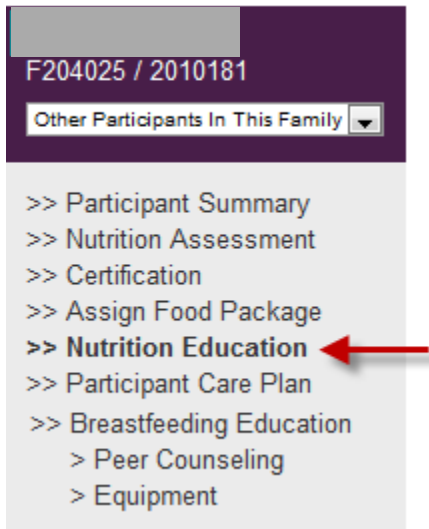 F204025 / 2010181
Other Participants In This Family
>> Participant Summary
>> Nutrition Assessment
>> Certification
>> Assign Food Package
>> Nutrition Education
>> Participant Care Plan
>> Breastfeeding Education
> Peer Counseling
> Equipment